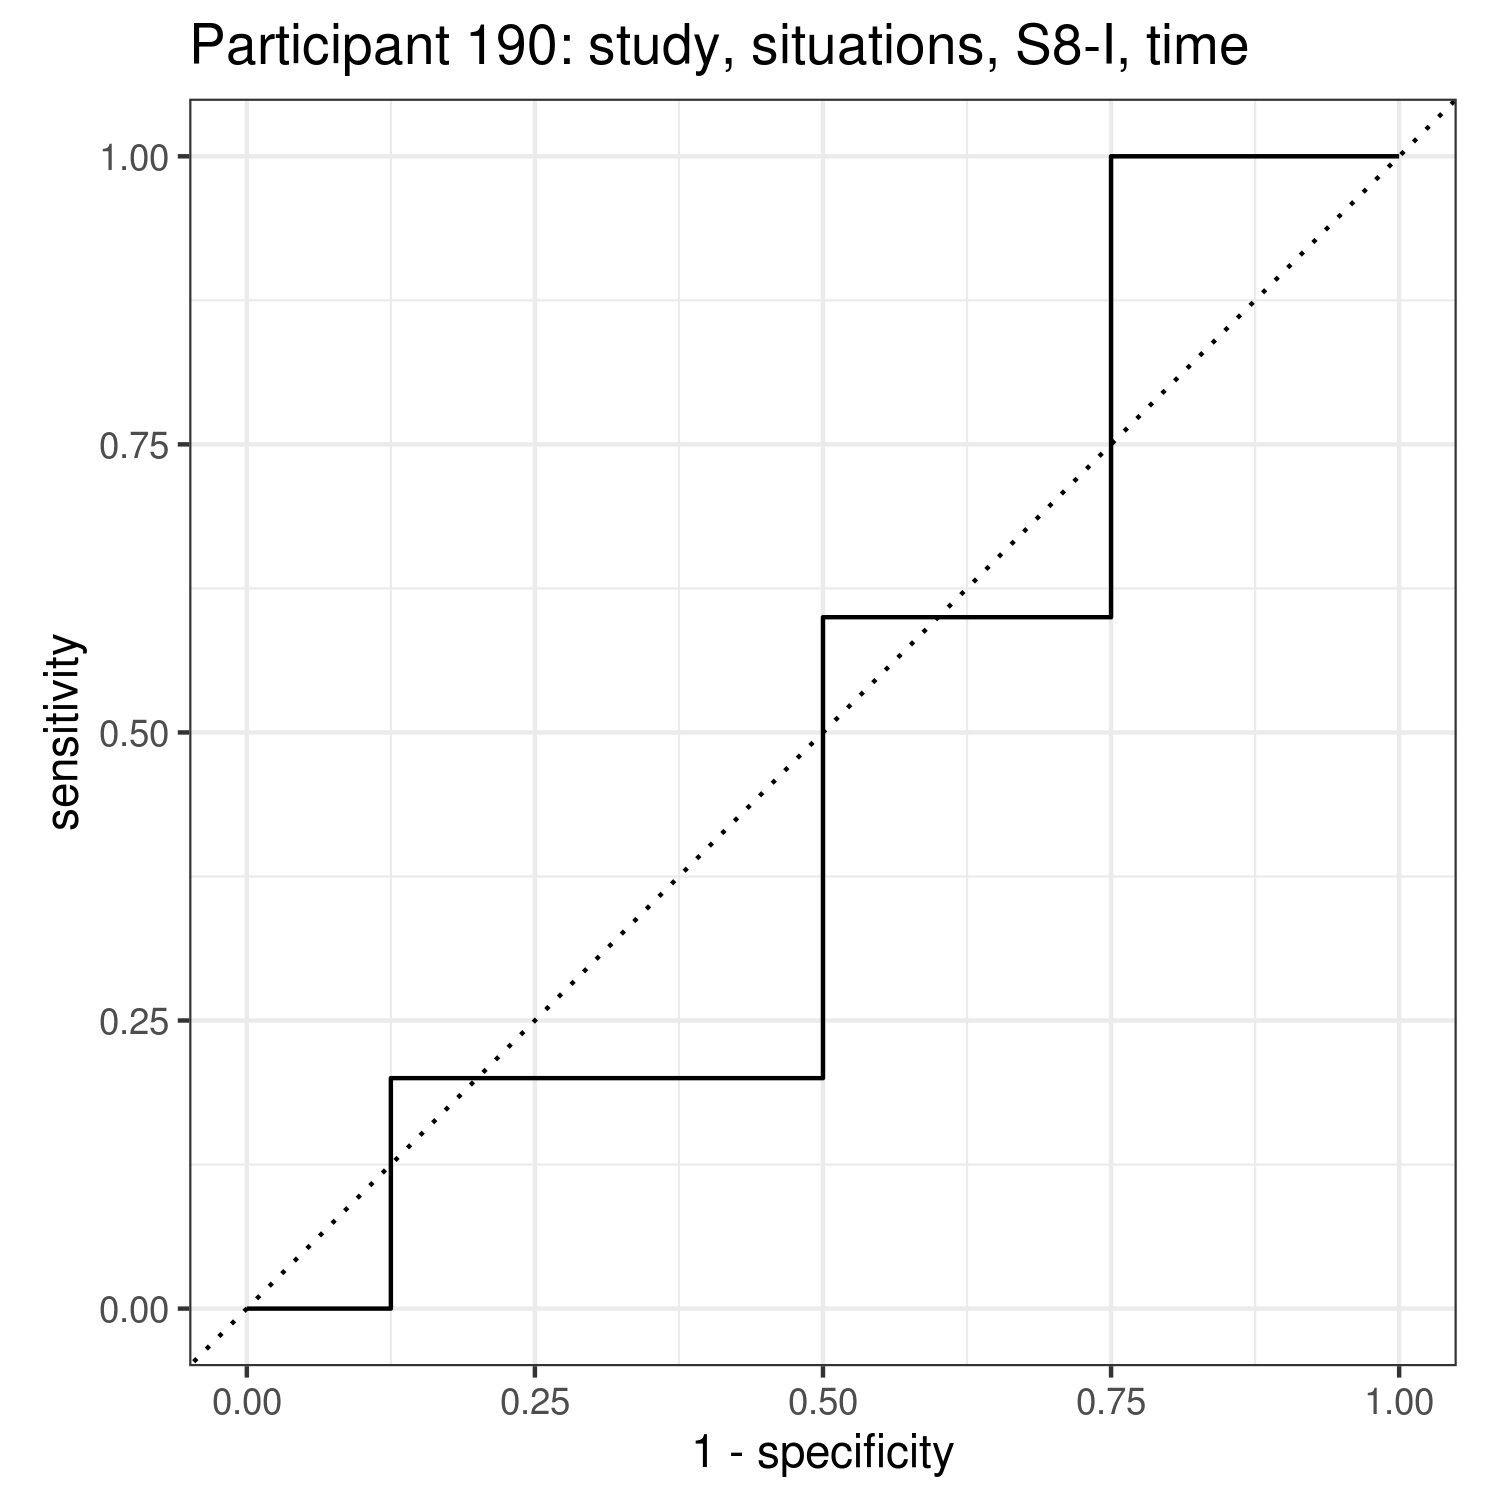 Participant 190: study, situations, S8-I, time
1.00
0.75
0.50
0.25
0.00
sensitivity
0.00 0.25 0.50 0.75 1.00
1 - specificity